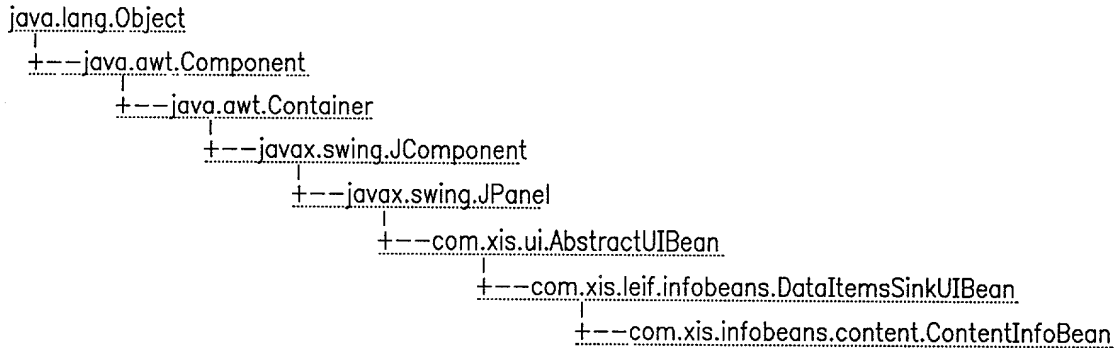 java.lang.Object
+--java.awt.Component
+--java.awt.Container
+--javax.swing.JComponent
+--javax.swing.JPanel
+--com.xis.ui.AbstractUIBean
+--com.xis.leif.infobeans.DataItemsSinkUIBean
+--com.xis.infobeans.content.ContentInfoBean